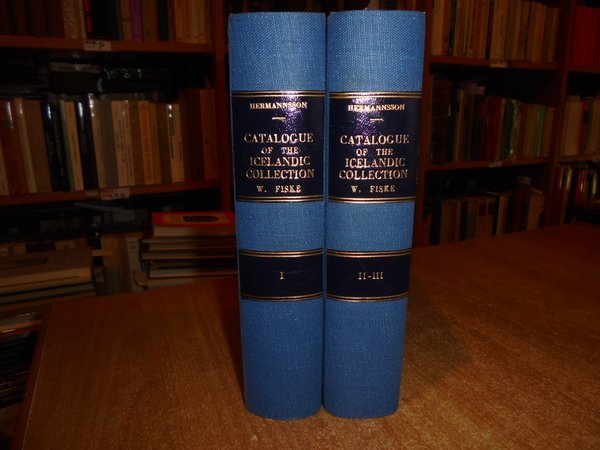 HERMANNSSON
CATALOGUE
OF THE
ICELANDIC
COLLECTION
W. FISKE
I
HERMANNSSON
CATALOGUE
OF THE
ICELANDIC
COLLECTION
W. FISKE
II-III